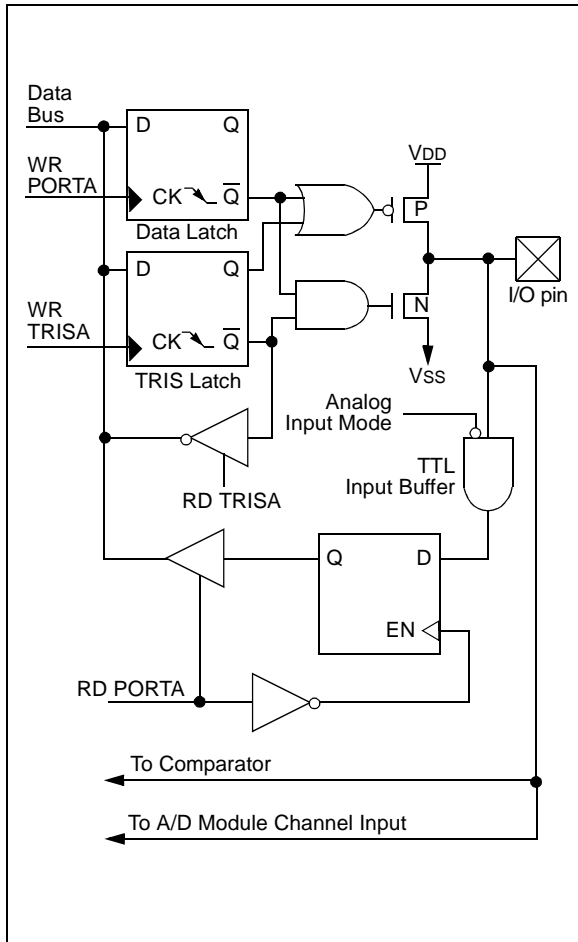 Data
Bus
D Q
WR
PORTA
CK Q
Data Latch
VDD
P
D Q
I/O pin
WR
TRISA
CK Q
TRIS Latch
N
VSS
Analog
Input Mode
TTL
Input Buffer
RD TRISA
Q D
EN
RD PORTA
To Comparator
To A/D Module Channel Input